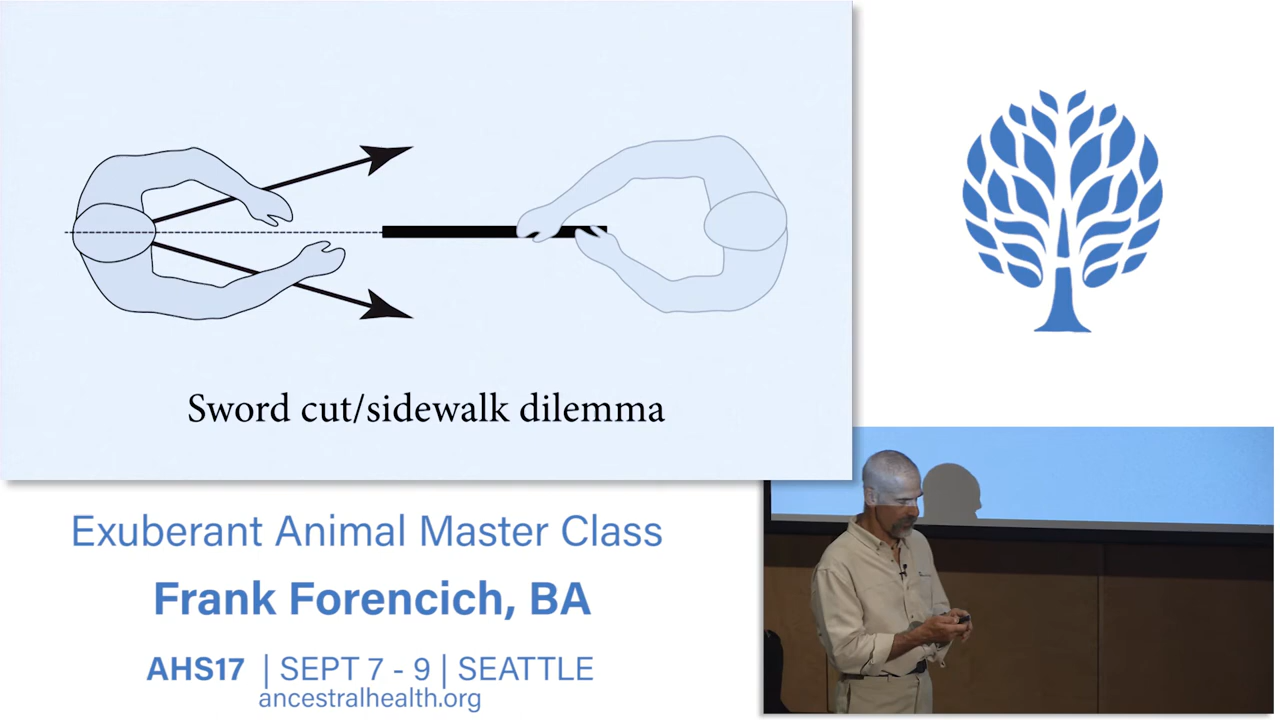 Sword cut/sidewalk dilemma
Exuberant Animal Master Class
Frank Forencich, BA
AHS17 | SEPT 7 - 9 | SEATTLE
ancestralhealth.org